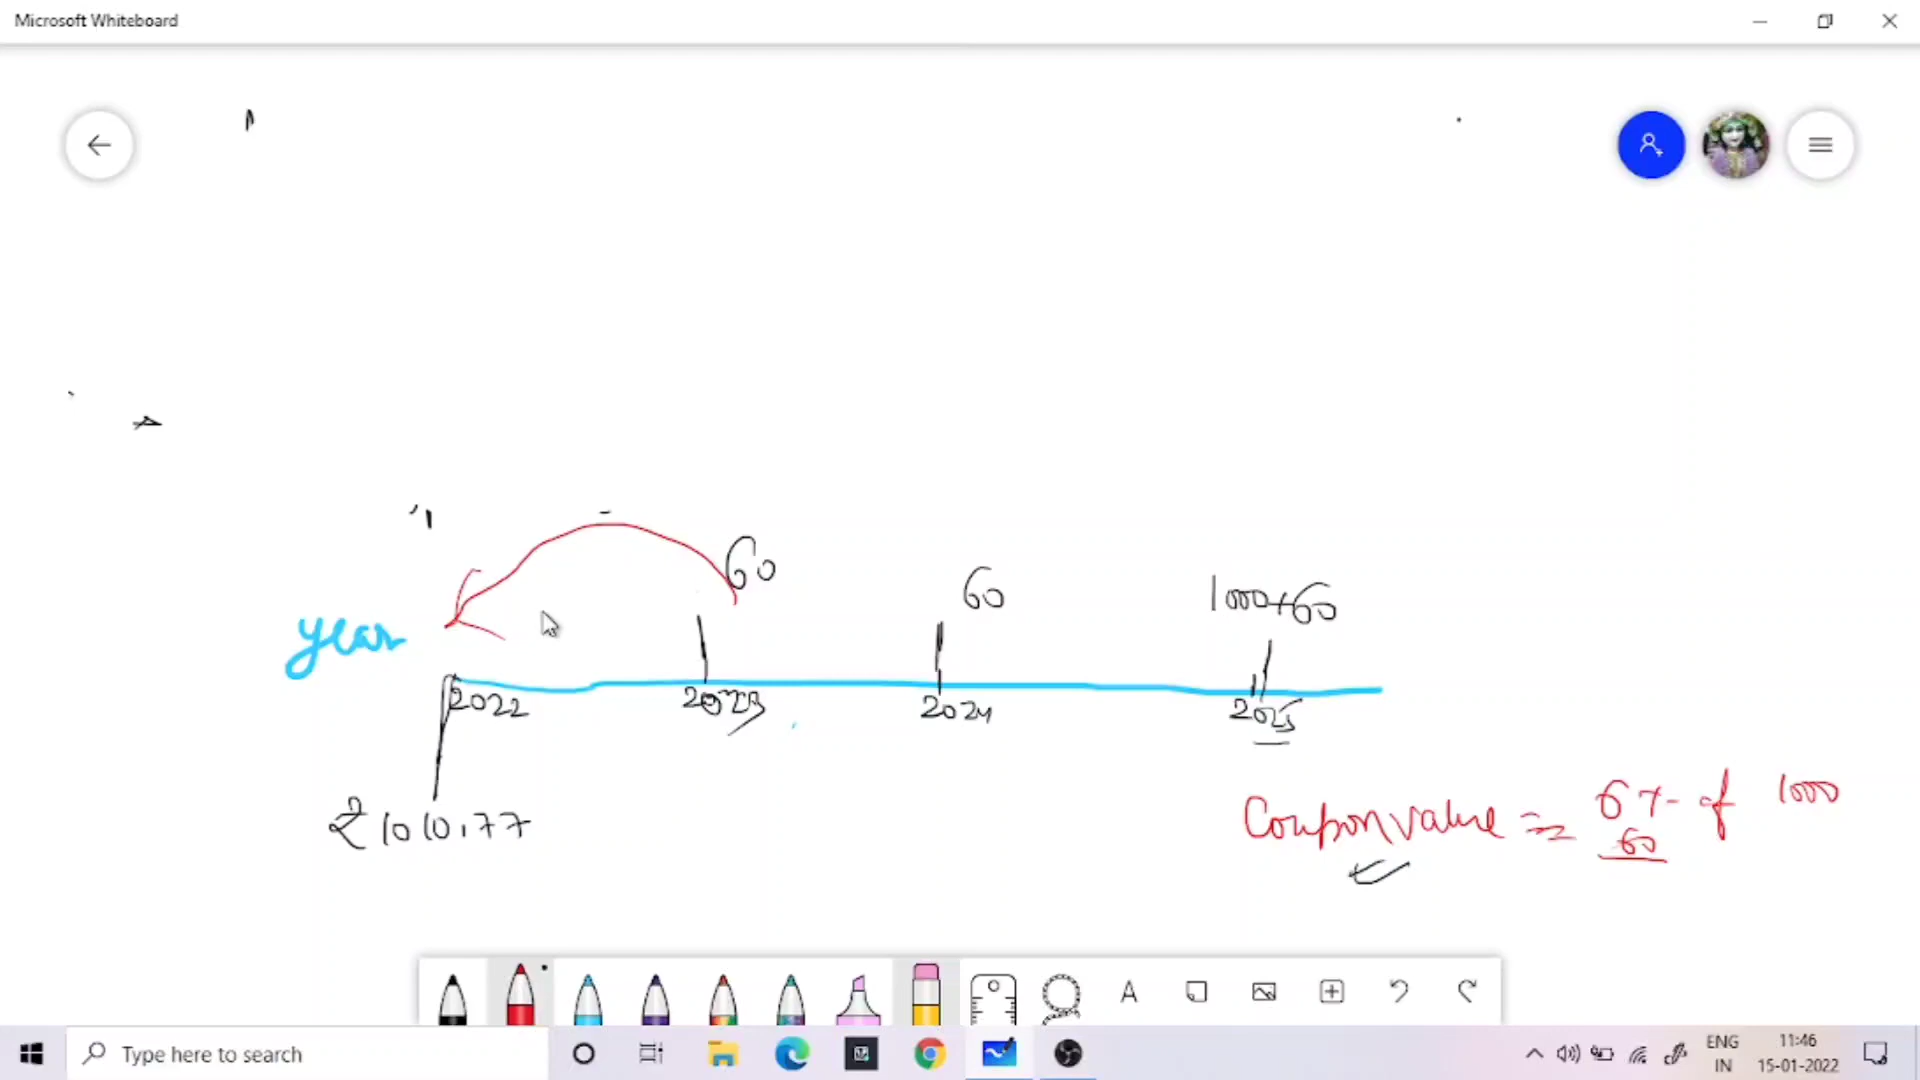 Microsoft Whiteboard
60
60
1000+60
year
2022
2023
2024
2025
₹1010.77
Coupon value = 6% of 1000
60
A
Type here to search
ENG
IN
11:46
15-01-2022